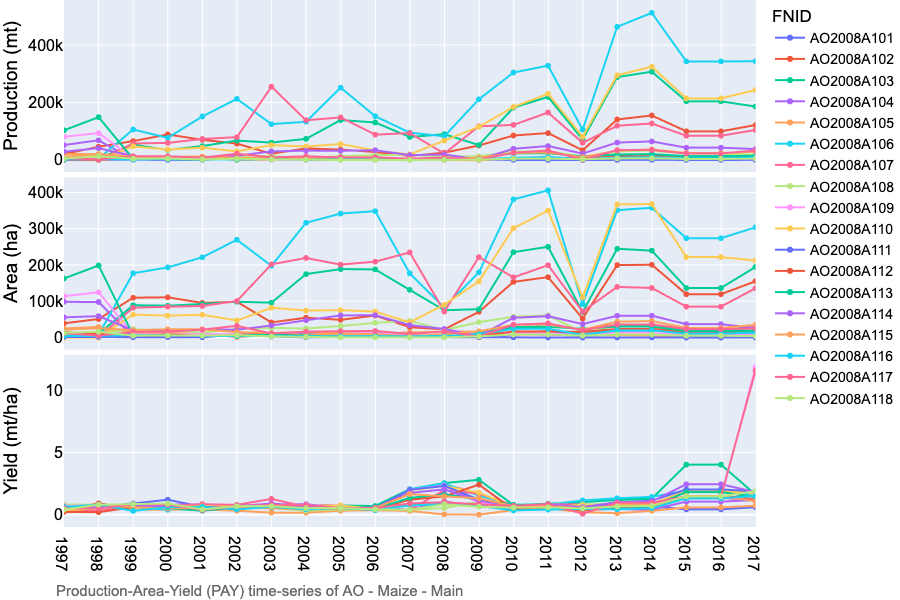 FNID
AO2008A101
AO2008A102
AO2008A103
AO2008A104
AO2008A105
AO2008A106
AO2008A107
AO2008A108
AO2008A109
AO2008A110
AO2008A111
AO2008A112
AO2008A113
AO2008A114
AO2008A115
AO2008A116
AO2008A117
AO2008A118
Production (mt)
400k
200k
0
Area (ha)
400k
300k
200k
100k
0
Yield (mt/ha)
10
5
0
1997 1998 1999 2000 2001 2002 2003 2004 2005 2006 2007 2008 2009 2010 2011 2012 2013 2014 2015 2016 2017
Production-Area-Yield (PAY) time-series of AO - Maize - Main